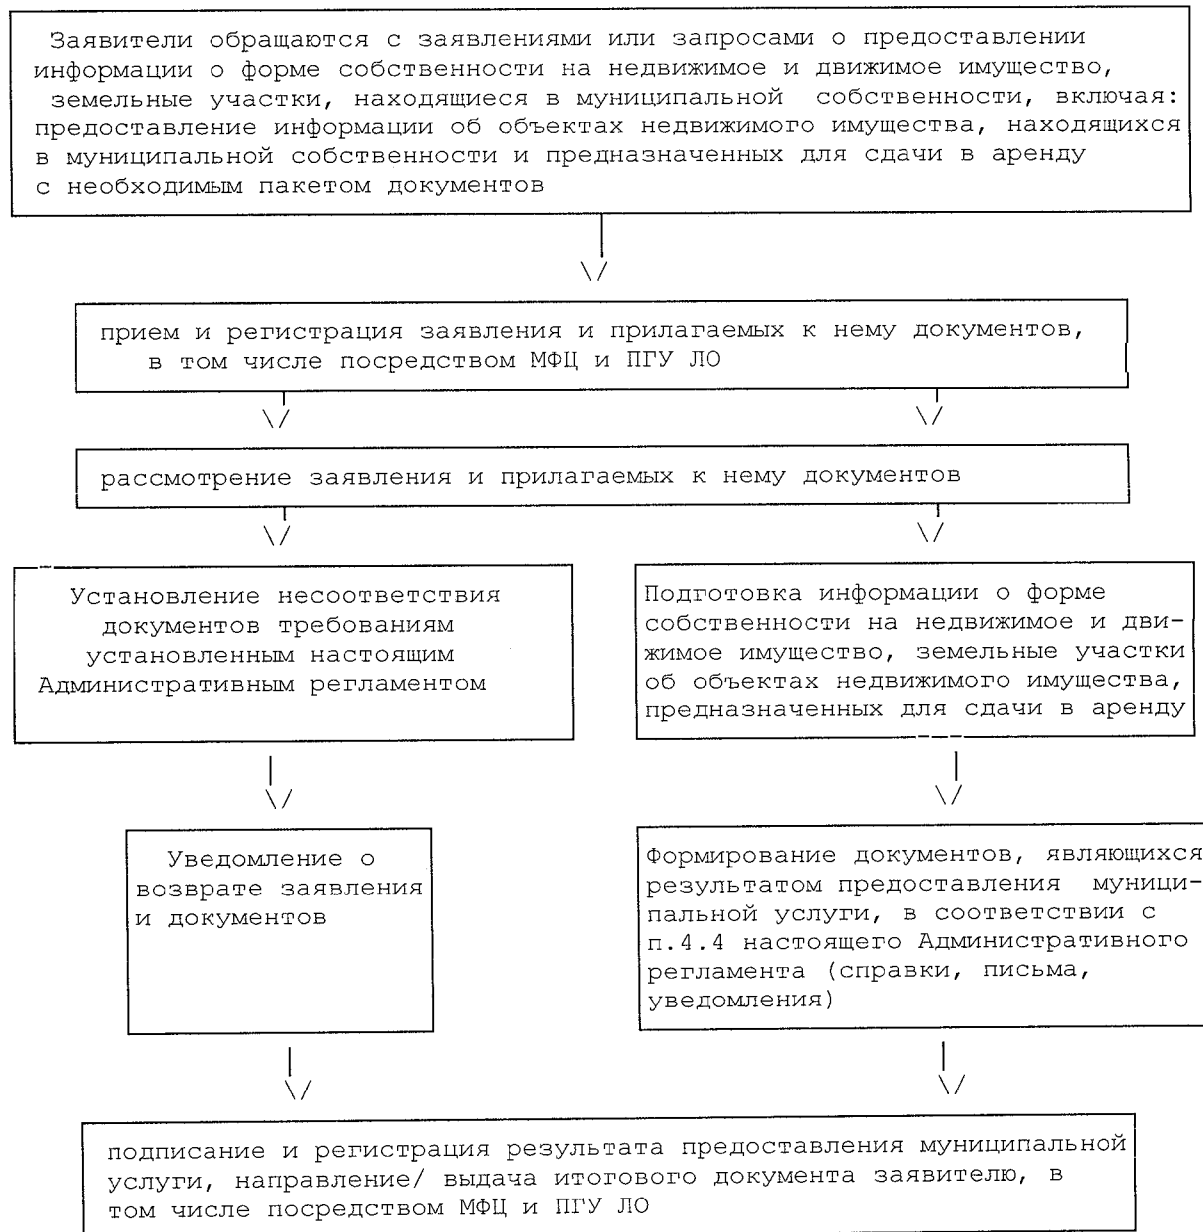 Заявители обращаются с заявлениями или запросами о предоставлении
информации о форме собственности на недвижимое и движимое имущество,
земельные участки, находящиеся в муниципальной собственности, включая:
предоставление информации об объектах недвижимого имущества, находящихся
в муниципальной собственности и предназначенных для сдачи в аренду
с необходимым пакетом документов
прием и регистрация заявления и прилагаемых к нему документов,
в том числе посредством МФЦ и ПГУ ЛО
рассмотрение заявления и прилагаемых к нему документов
Установление несоответствия
документов требованиям
установленным настоящим
Административным регламентом
Подготовка информации о форме
собственности на недвижимое и дви-
жимое имущество, земельные участки
об объектах недвижимого имущества,
предназначенных для сдачи в аренду
Уведомление о
возврате заявления
и документов
Формирование документов, являющихся
результатом предоставления муници-
пальной услуги, в соответствии с
п.4.4 настоящего Административного
регламента (справки, письма,
уведомления)
подписание и регистрация результата предоставления муниципальной
услуги, направление/ выдача итогового документа заявителю, в
том числе посредством МФЦ и ПГУ ЛО